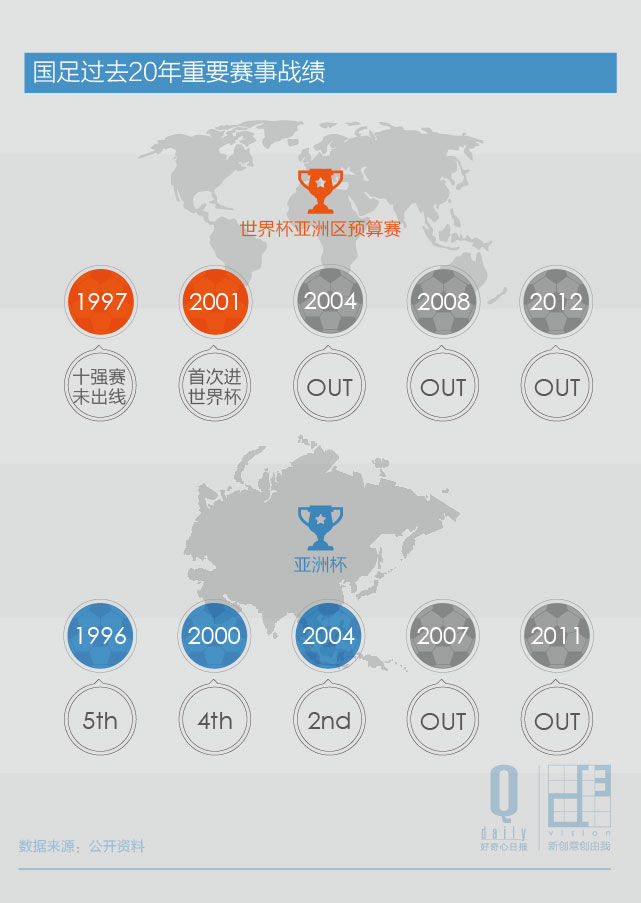 国足过去20年重要赛事战绩
世界杯亚洲区预算赛
1997 2001 2004 2008 2012
十强赛
未出线
首次进
世界杯
OUT OUT OUT
亚洲杯
1996 2000 2004 2007 2011
5th 4th 2nd OUT OUT
Q
daily
好奇心日报
d3
vision
新创意创由我
数据来源：公开资料